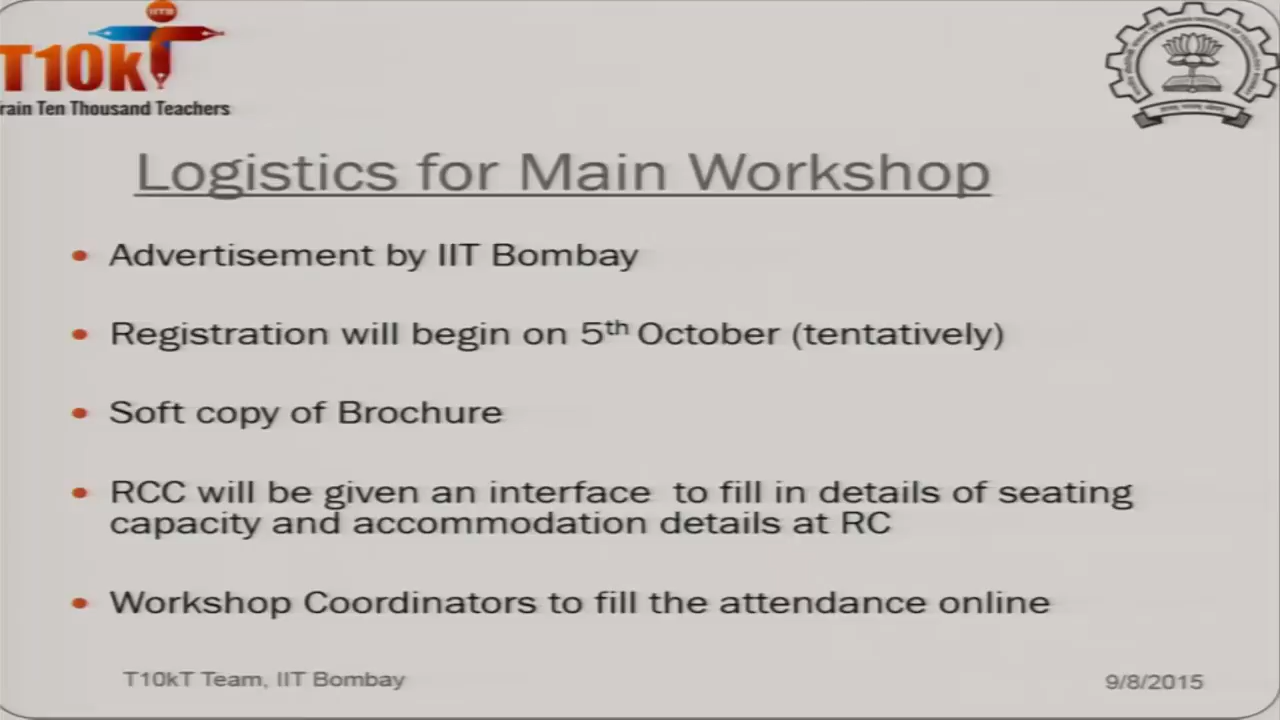 IITB
T10kT
rain Ten Thousand Teachers
Logistics for Main Workshop
• Advertisement by IIT Bombay
• Registration will begin on 5th October (tentatively)
• Soft copy of Brochure
• RCC will be given an interface to fill in details of seating
capacity and accommodation details at RC
• Workshop Coordinators to fill the attendance online
T10kT Team, IIT Bombay
9/8/2015